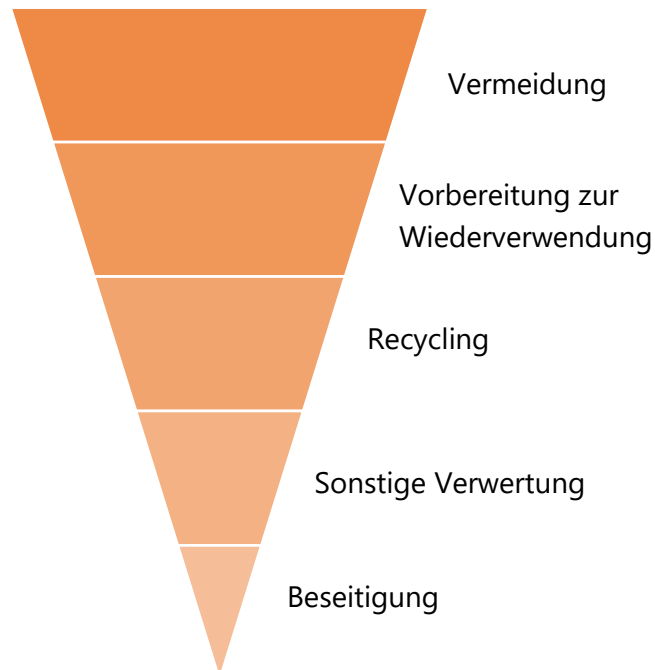 Vermeidung
Vorbereitung zur
Wiederverwendung
Recycling
Sonstige Verwertung
Beseitigung